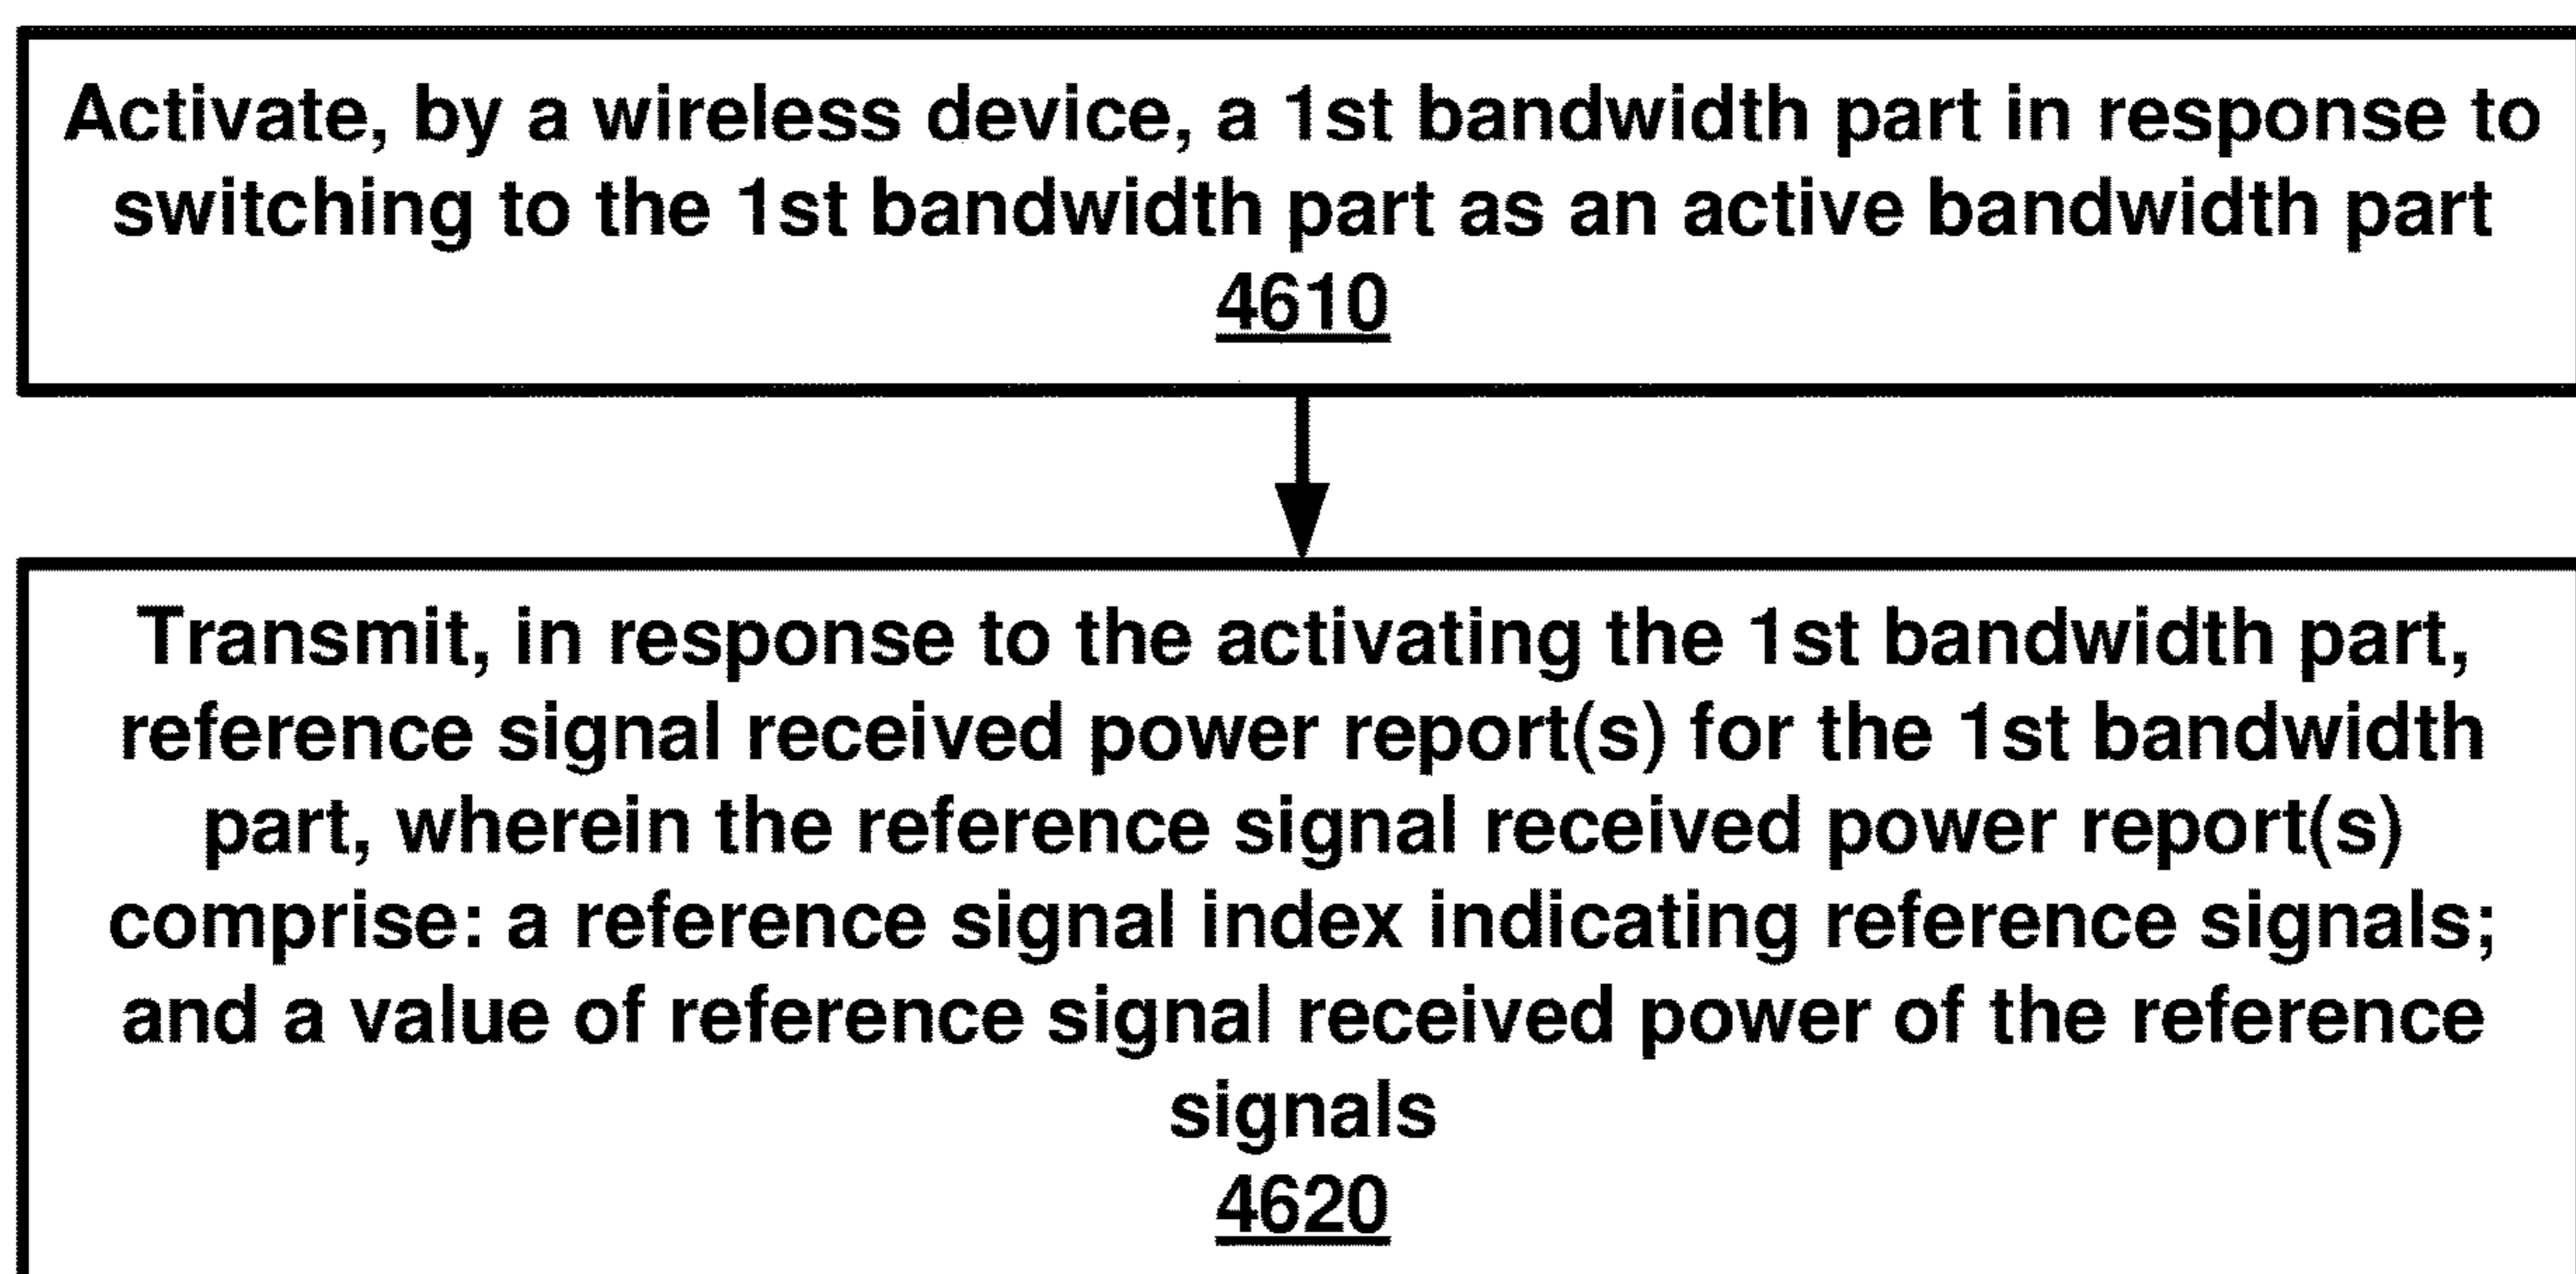 Activate, by a wireless device, a 1st bandwidth part in response to
switching to the 1st bandwidth part as an active bandwidth part
4610
Transmit, in response to the activating the 1st bandwidth part,
reference signal received power report(s) for the 1st bandwidth
part, wherein the reference signal received power report(s)
comprise: a reference signal index indicating reference signals;
and a value of reference signal received power of the reference
signals
4620